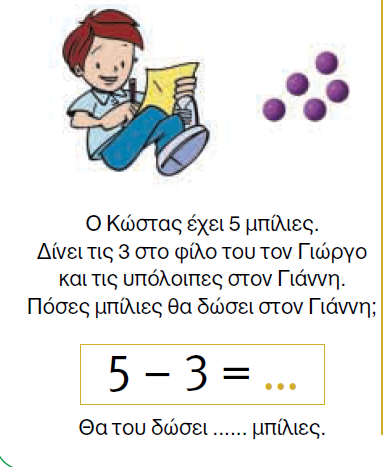 Ο Κώστας έχει 5 μπίλιες.
Δίνει τις 3 στο φίλο του τον Γιώργο
και τις υπόλοιπες στον Γιάννη.
Πόσες μπίλιες θα δώσει στον Γιάννη;
5 – 3 = ...
Θα του δώσει ...... μπίλιες.